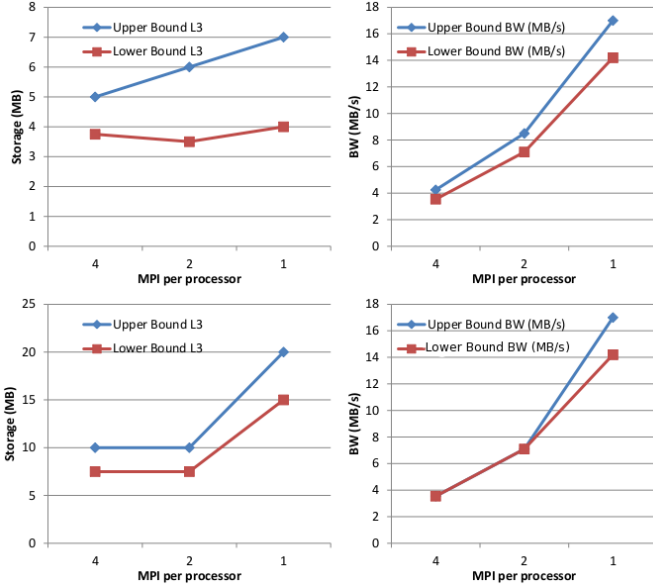 8
7
6
5
4
3
2
1
0
Storage (MB)
Upper Bound L3
Lower Bound L3
4 2 1
MPI per processor
18
16
14
12
10
8
6
4
2
0
BW (MB/s)
Upper Bound BW (MB/s)
Lower Bound BW (MB/s)
4 2 1
MPI per processor
25
20
15
10
5
0
Storage (MB)
Upper Bound L3
Lower Bound L3
4 2 1
MPI per processor
18
16
14
12
10
8
6
4
2
0
BW (MB/s)
Upper Bound BW (MB/s)
Lower Bound BW (MB/s)
4 2 1
MPI per processor